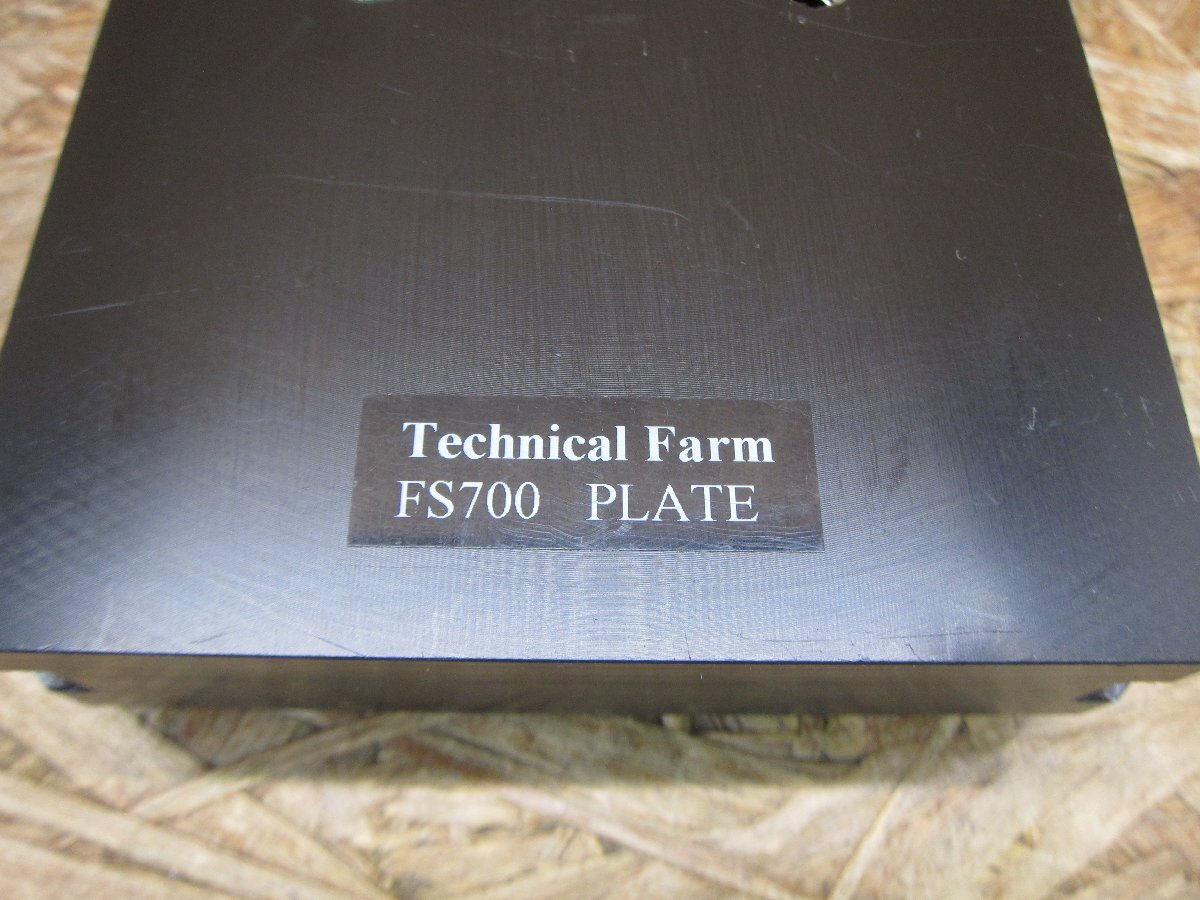 Technical Farm
FS700 PLATE